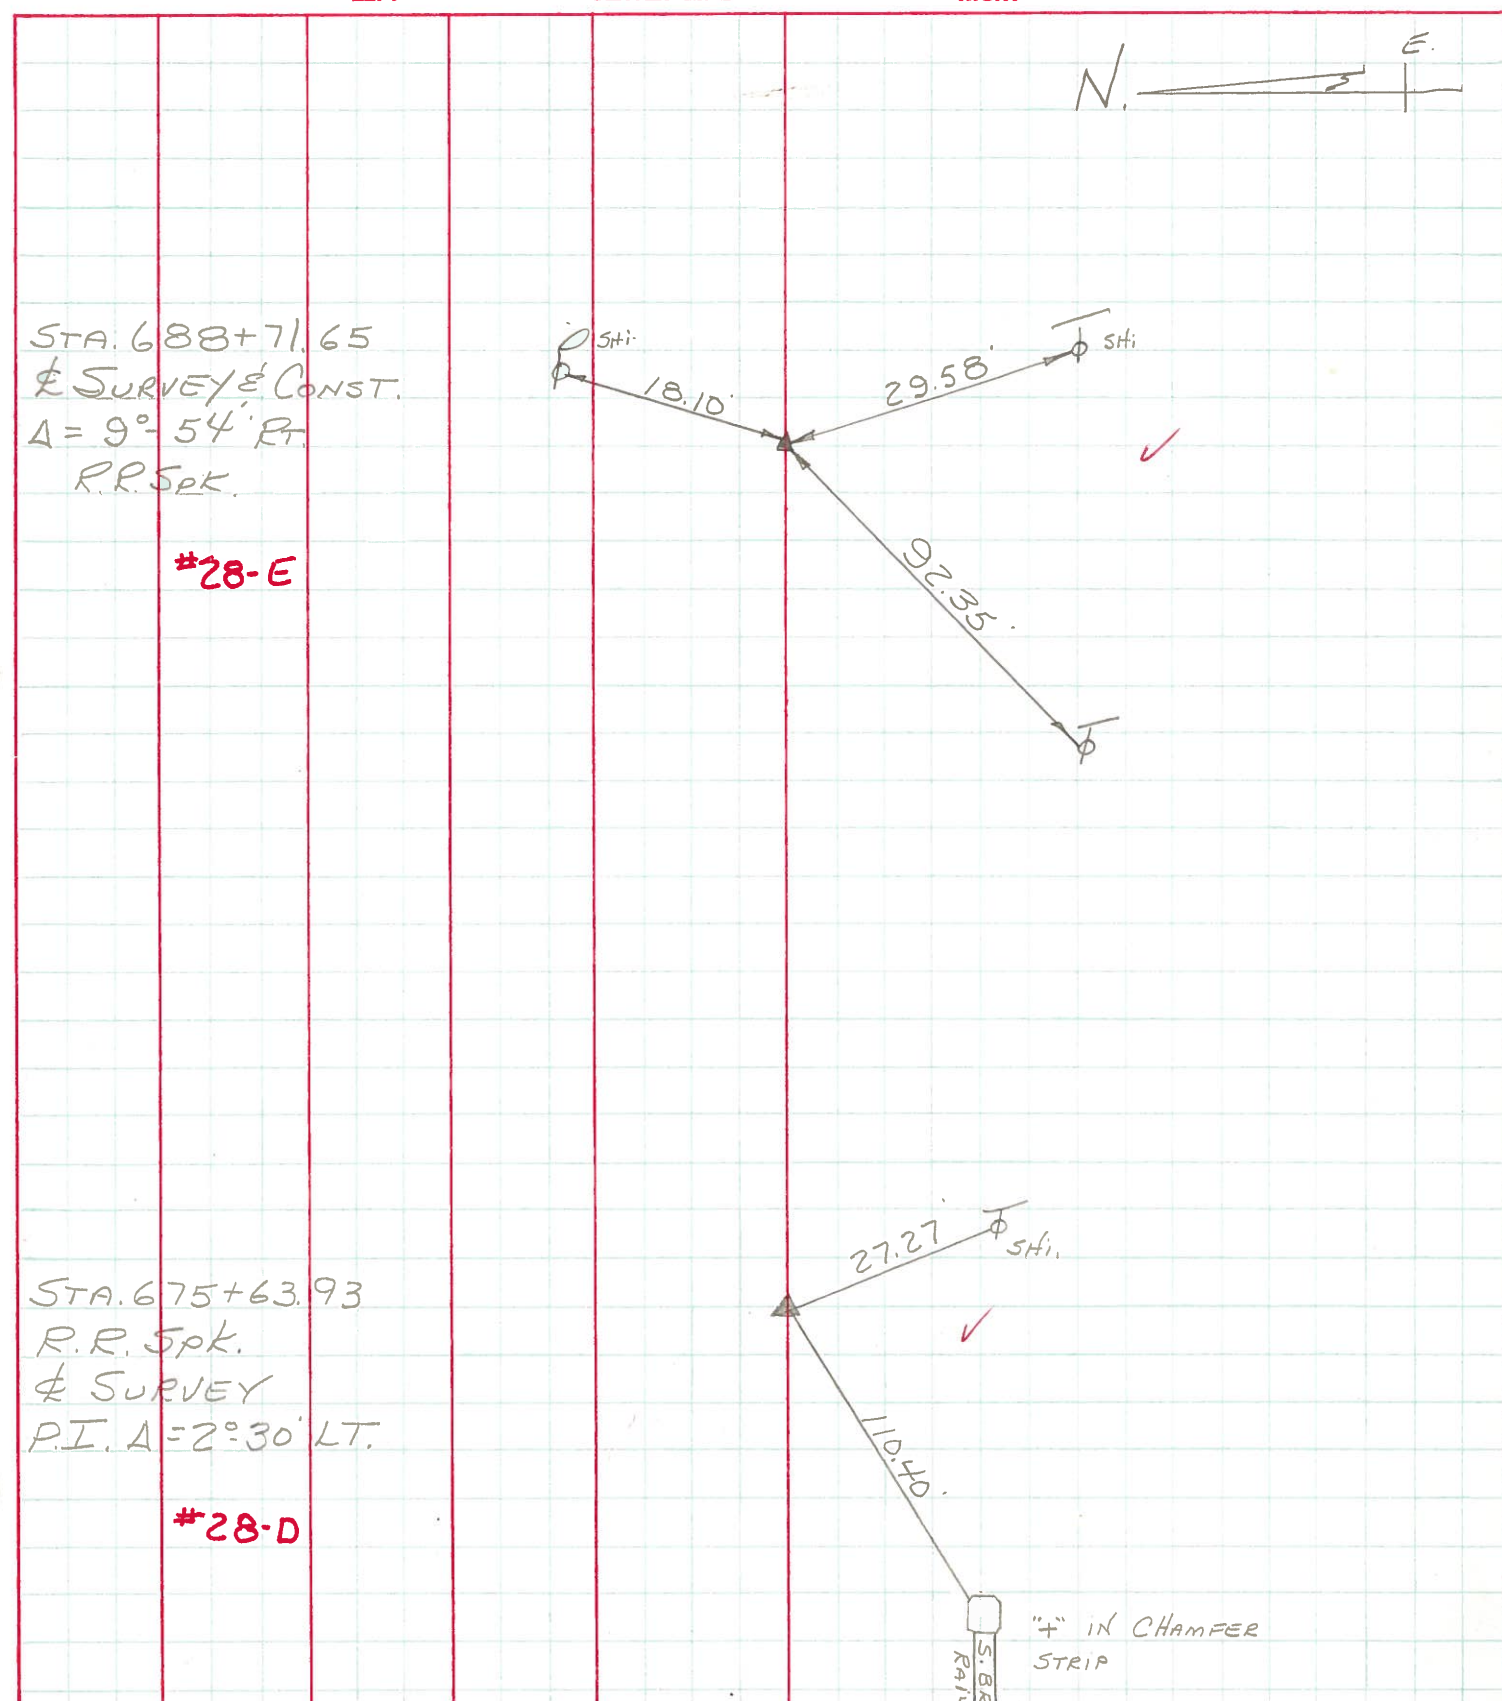 N.
E.
STA. 688+71.65
℄ SURVEY & CONST.
Δ = 9°-54' RT.
R.R. Spk.
#28-E
SHi.
18.10'
29.58'
SHi
92.35'
27.27'
SHi.
STA. 675+63.93
R.R. Spk.
℄ SURVEY
P.I. Δ = 2°30' LT.
#28-D
110.40'
"+" IN CHAMFER
STRIP